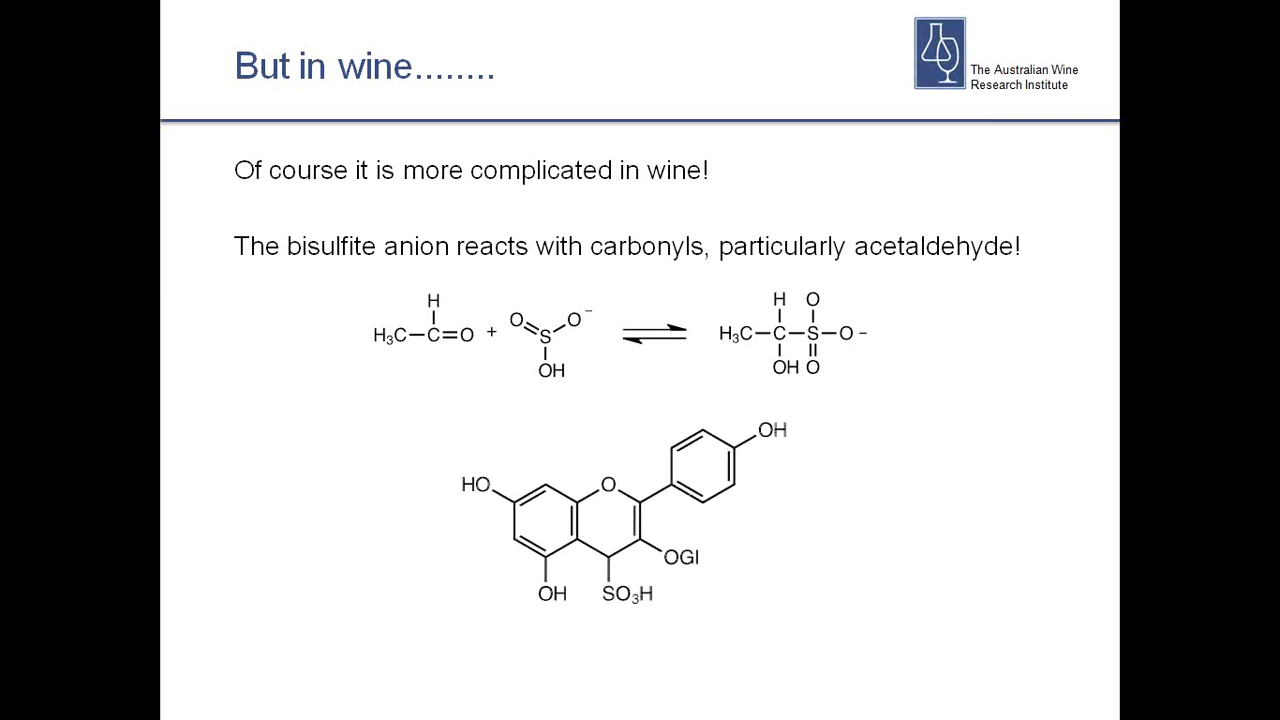 But in wine........
The Australian Wine
Research Institute
Of course it is more complicated in wine!
The bisulfite anion reacts with carbonyls, particularly acetaldehyde!
H
H₃C–C=O + O=S–O⁻ ⇌ H₃C–C–S–O⁻
OH
H O
OH O
OH
HO
O
OGl
OH SO₃H